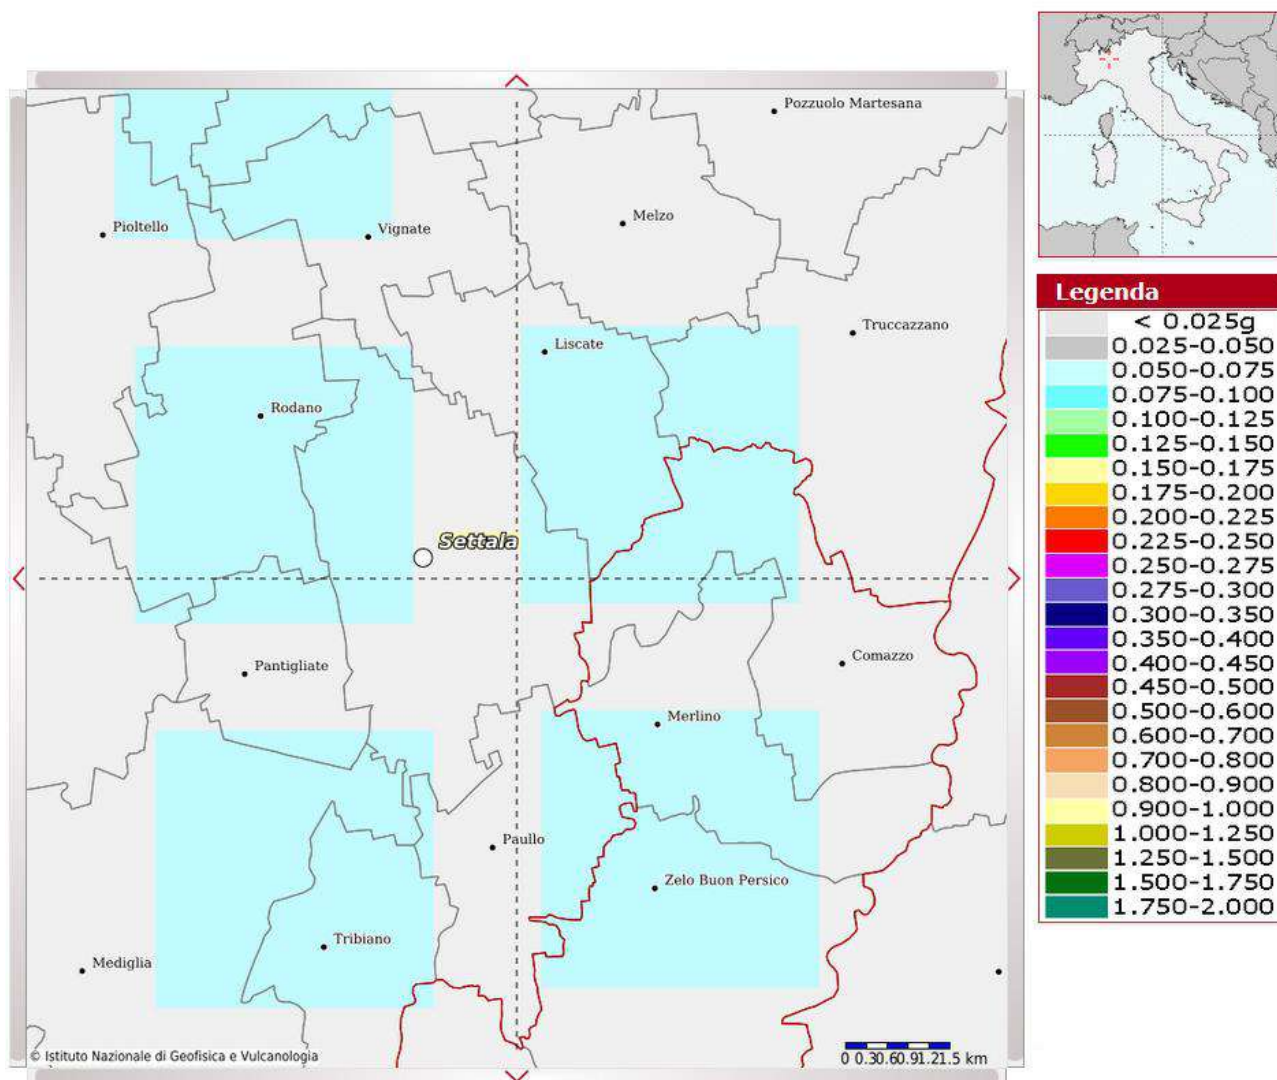 Pozzuolo Martesana
Pioltello
Vignate
Melzo
Liscate
Truccazzano
Rodano
Settala
Pantigliate
Comazzo
Merlino
Paullo
Zelo Buon Persico
Tribiano
Mediglia
© Istituto Nazionale di Geofisica e Vulcanologia
0 0.30.60.91.21.5 km
Legenda
< 0.025g
0.025-0.050
0.050-0.075
0.075-0.100
0.100-0.125
0.125-0.150
0.150-0.175
0.175-0.200
0.200-0.225
0.225-0.250
0.250-0.275
0.275-0.300
0.300-0.350
0.350-0.400
0.400-0.450
0.450-0.500
0.500-0.600
0.600-0.700
0.700-0.800
0.800-0.900
0.900-1.000
1.000-1.250
1.250-1.500
1.500-1.750
1.750-2.000